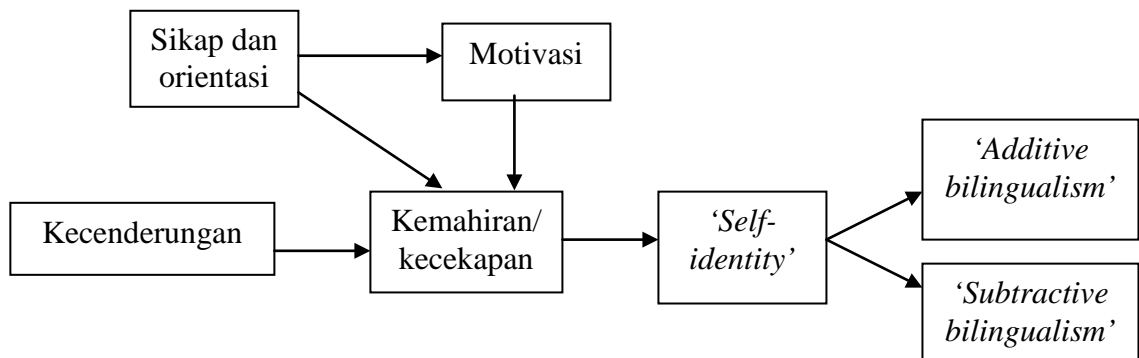 Sikap dan
orientasi
Motivasi
‘Additive
bilingualism’
Kecenderungan
Kemahiran/
kecekapan
‘Self-
identity’
‘Subtractive
bilingualism’